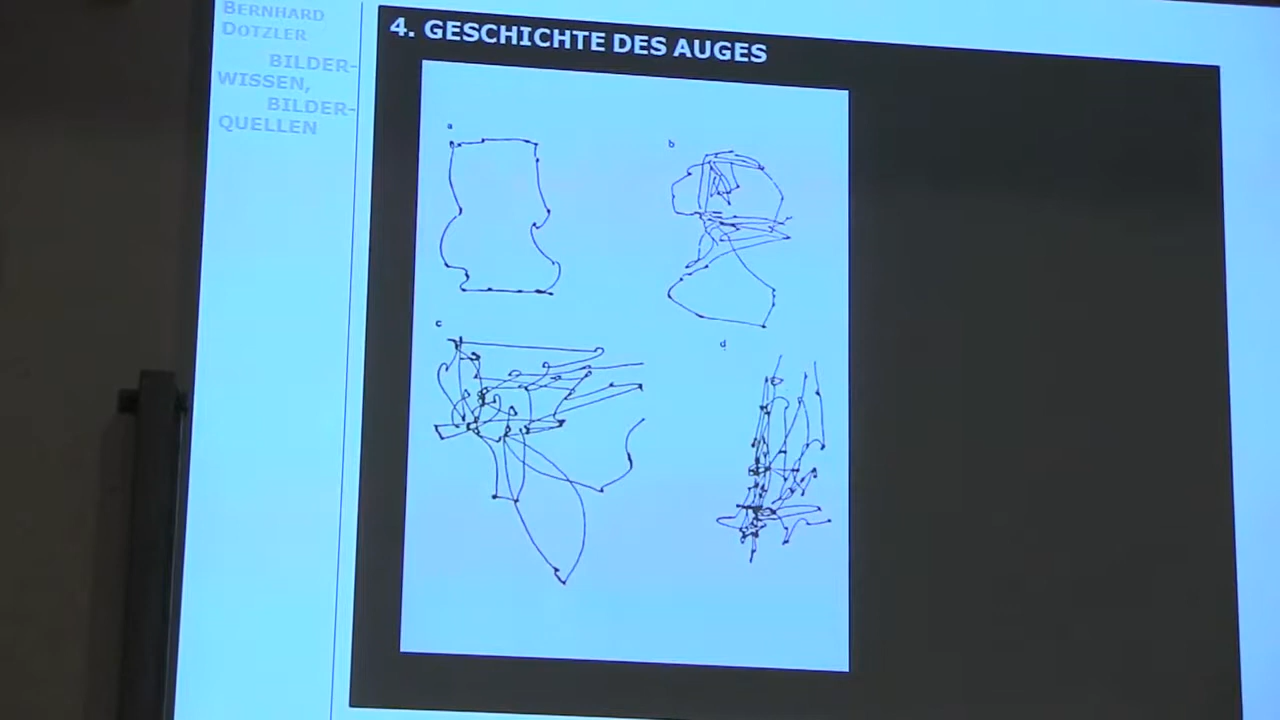 BERNHARD
DOTZLER
BILDER-
WISSEN,
BILDER-
QUELLEN
4. GESCHICHTE DES AUGES
a
b
c
d